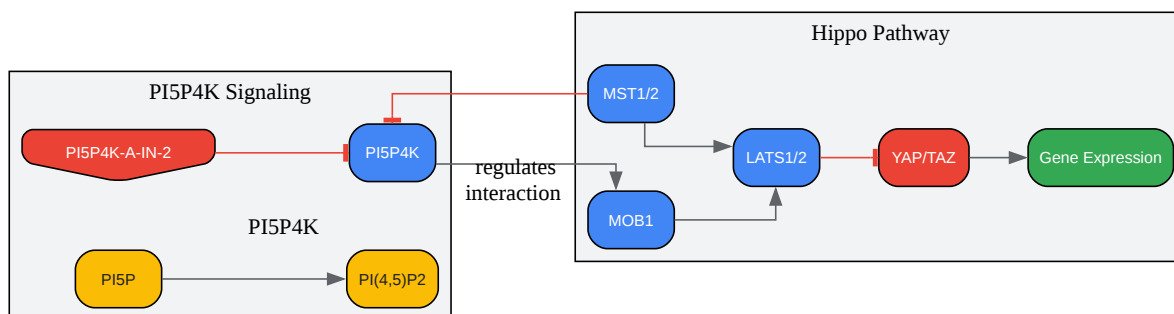 Hippo Pathway
PI5P4K Signaling
MST1/2
PI5P4K-A-IN-2
PI5P4K
LATS1/2
YAP/TAZ
Gene Expression
regulates
interaction
MOB1
PI5P4K
PI5P
PI(4,5)P2